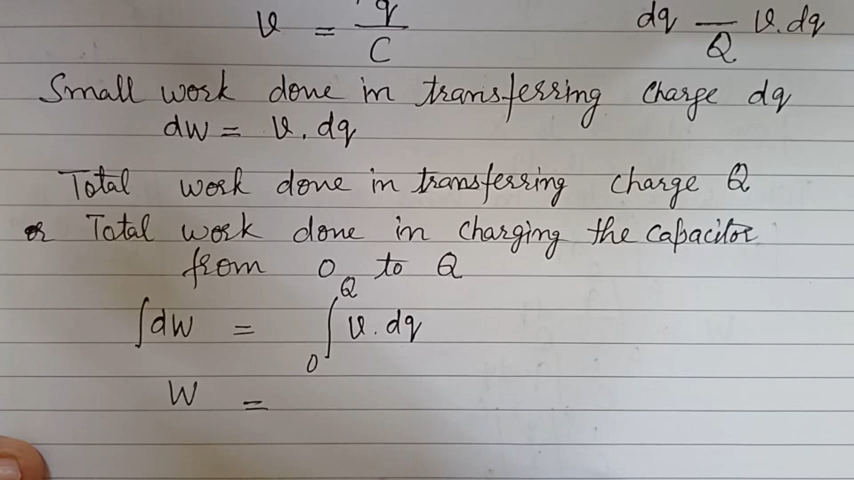 v = q/C
dq — v.dq
Q
Small work done in transferring charge dq
dW = v.dq
Total work done in transferring charge Q
or Total work done in charging the capacitor
from 0 to Q
∫dW = ∫₀^Q v.dq
W =